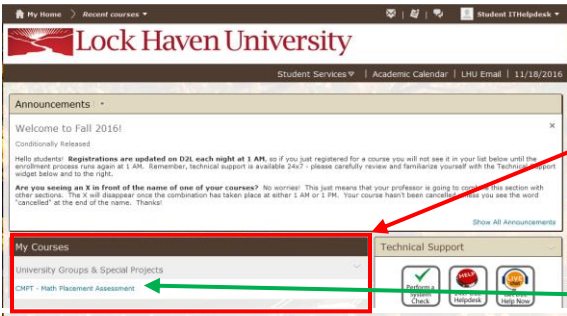 My Home > Recent courses
Student ITHelpdesk
Lock Haven University
Student Services | Academic Calendar | LHU Email | 11/18/2016
Announcements
Welcome to Fall 2016!
Conditionally Released
Hello students! Registrations are updated on D2L each night at 1 AM, so if you just registered for a course you will not see it in your list below until the
enrollment process runs again at 1 AM. Remember, technical support is available 24x7 - please carefully review and familiarize yourself with the Technical Support
widget below and to the right.
Are you seeing an X in front of the name of one of your courses? No worries! This just means that your professor is going to combine this section with
other sections. The X will disappear once the combination has taken place at either 1 AM or 1 PM. Your course hasn't been cancelled unless you see the word
"cancelled" at the end of the name. Thanks!
Show All Announcements
My Courses
Technical Support
University Groups & Special Projects
CMPT - Math Placement Assessment
Perform a
System
Check
HELP
Helpdesk
LIVE
Help Now